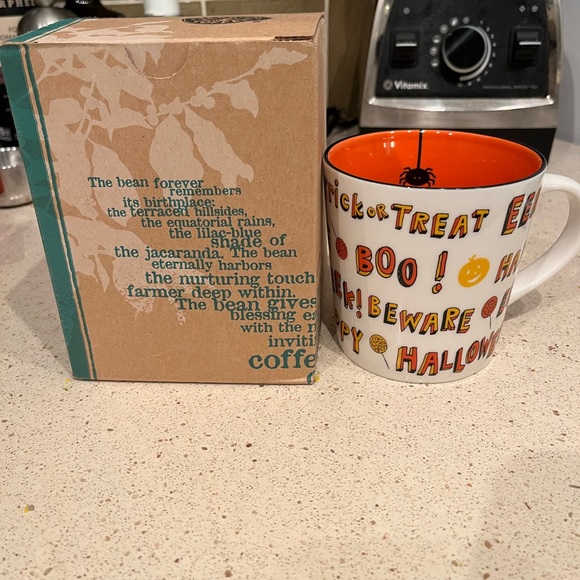 The bean forever
remembers
its birthplace:
the terraced hillsides,
the equatorial rains,
the lilac-blue
shade of
the jacaranda. The bean
eternally harbors
the nurturing touch
farmer deep within.
The bean gives
blessing
with the
coffe
Vitamix
TRICK OR TREAT
BOO!
BEWARE
HALLOW